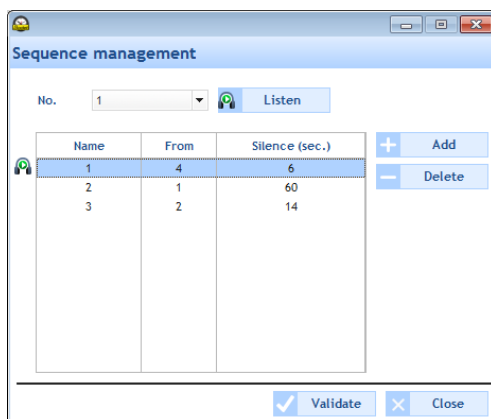 Sequence management
No. 1 Listen
Name From Silence (sec.) Add
1 4 6 Delete
2 1 60
3 2 14
Validate Close